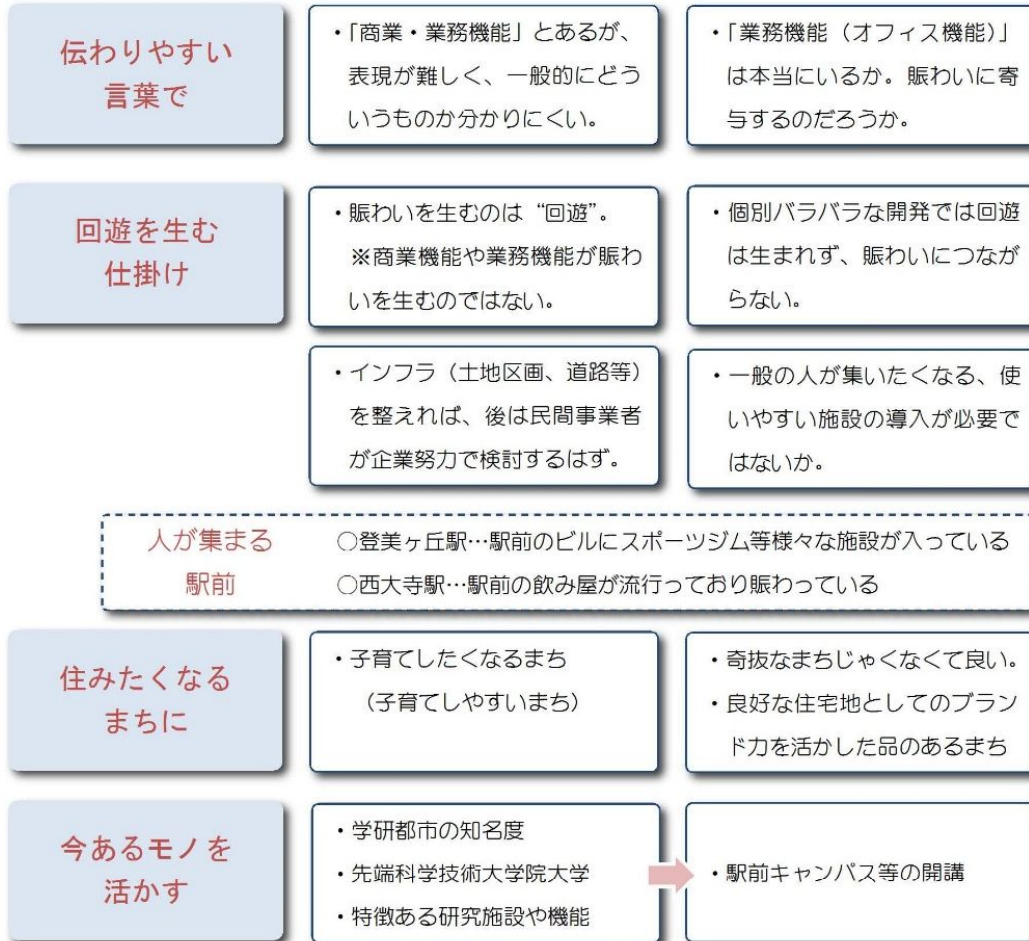 伝わりやすい
言葉で
・「商業・業務機能」とあるが、
表現が難しく、一般的にどう
いうものか分かりにくい。
・「業務機能（オフィス機能）」
は本当にいるか。賑わいに寄
与するのだろうか。
回遊を生む
仕掛け
・賑わいを生むのは“回遊”。
※商業機能や業務機能が賑わ
いを生むのではない。
・個別バラバラな開発では回遊
は生まれず、賑わいにつなが
らない。
・インフラ（土地区画、道路等）
を整えれば、後は民間事業者
が企業努力で検討するはず。
・一般の人が集いたくなる、使
いやすい施設の導入が必要で
はないか。
人が集まる
駅前
○登美ヶ丘駅…駅前のビルにスポーツジム等様々な施設が入っている
○西大寺駅…駅前の飲み屋が流行っており賑わっている
住みたくなる
まちに
・子育てしたくなるまち
（子育てしやすいまち）
・奇抜なまちじゃなくて良い。
・良好な住宅地としてのブラン
ド力を活かした品のあるまち
今あるモノを
活かす
・学研都市の知名度
・先端科学技術大学院大学
・特徴ある研究施設や機能
・駅前キャンパス等の開講